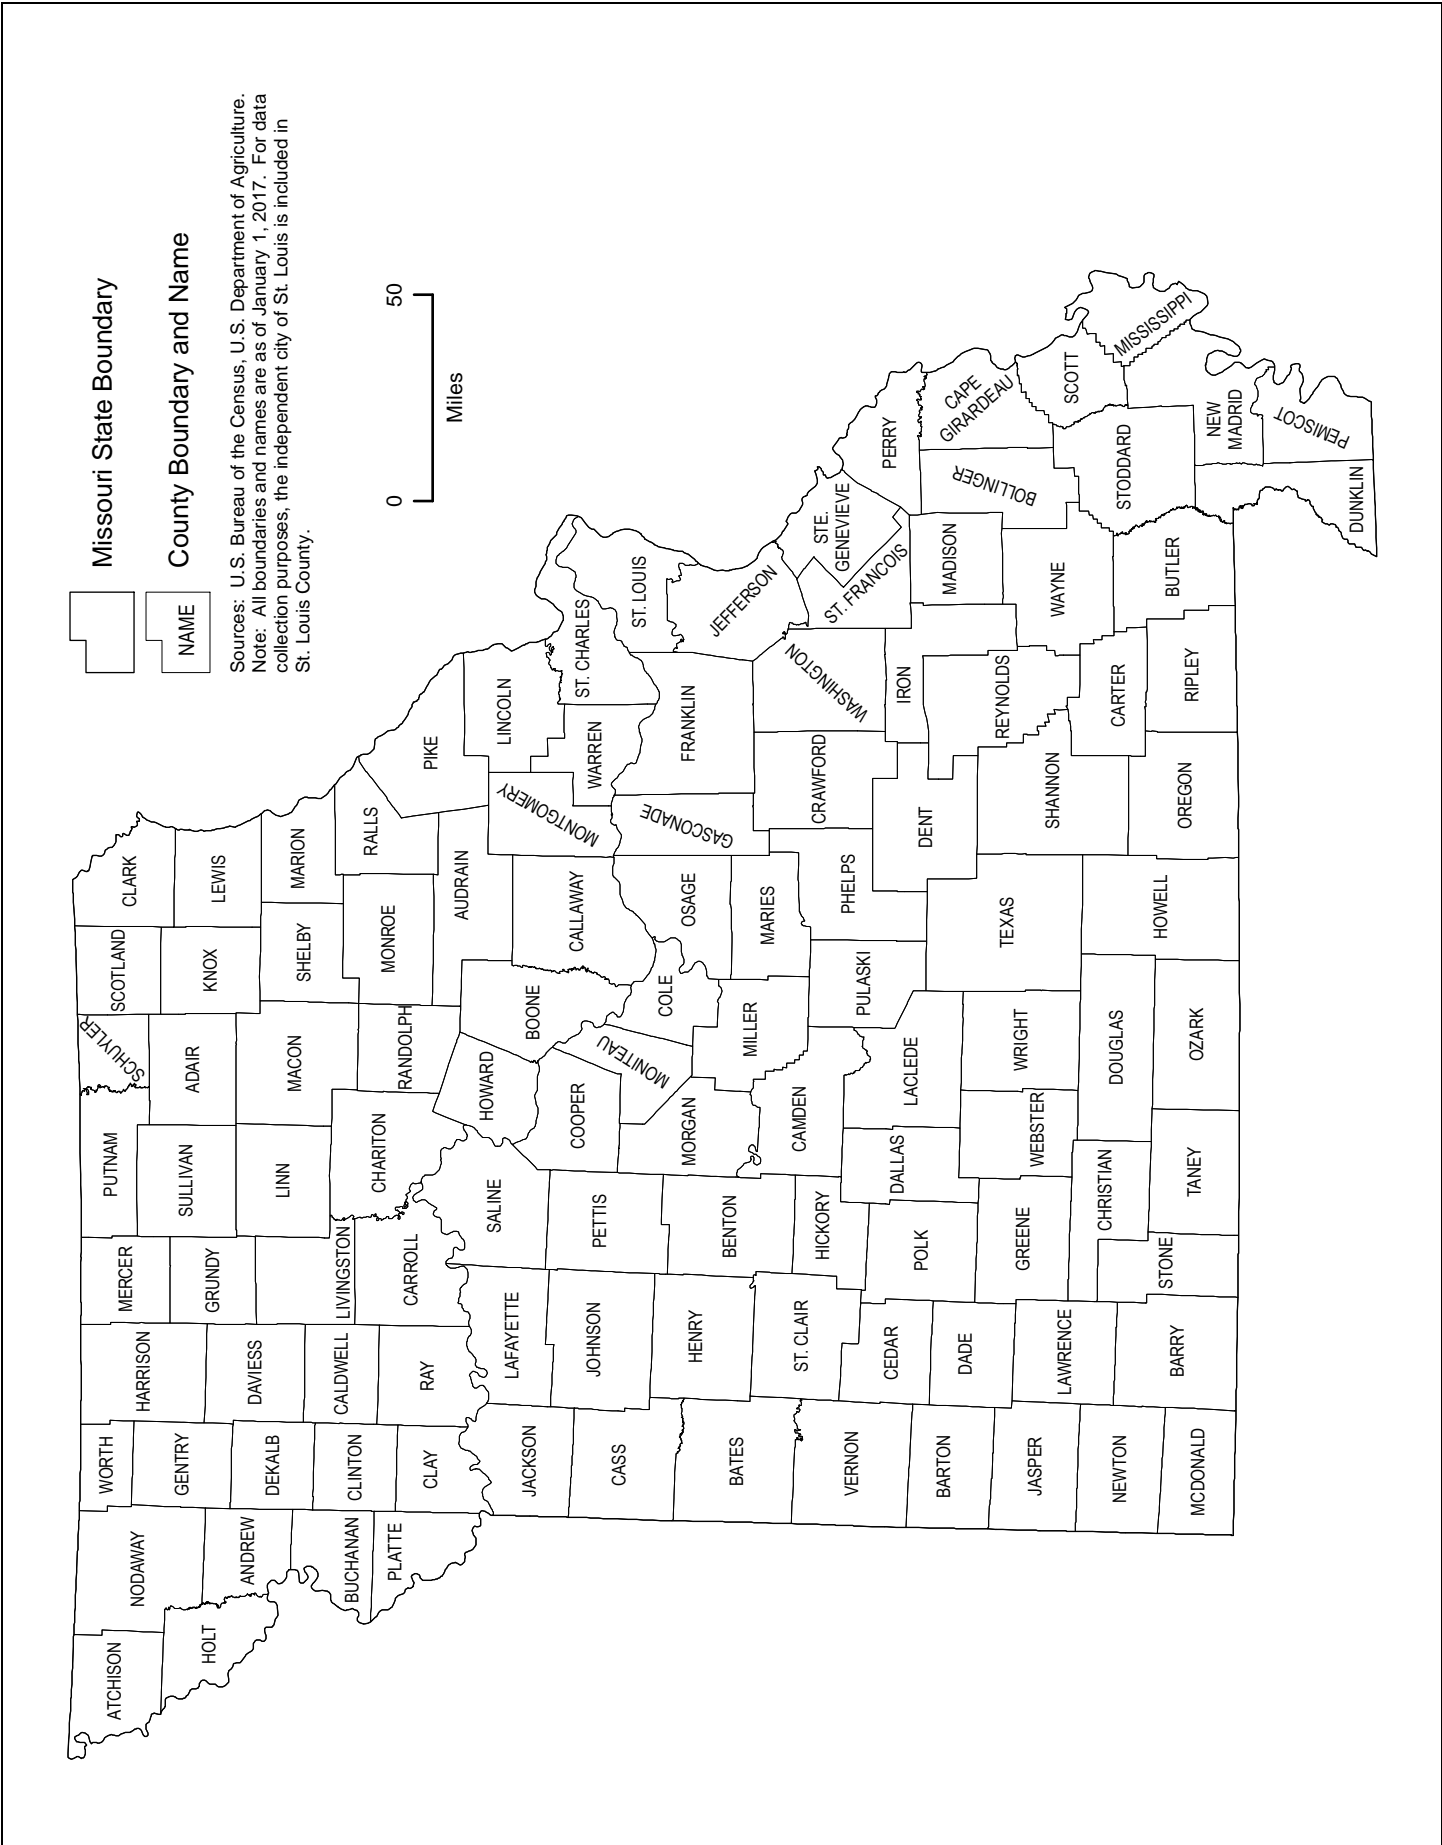 Missouri State Boundary
NAME
County Boundary and Name
Sources: U.S. Bureau of the Census, U.S. Department of Agriculture.
Note: All boundaries and names are as of January 1, 2017. For data
collection purposes, the independent city of St. Louis is included in
St. Louis County.
0
50
Miles
ATCHISON
NODAWAY
WORTH
HARRISON
MERCER
PUTNAM
SCHUYLER
SCOTLAND
CLARK
HOLT
ANDREW
GENTRY
DEKALB
DAVIESS
GRUNDY
SULLIVAN
ADAIR
KNOX
LEWIS
BUCHANAN
CLINTON
CALDWELL
LIVINGSTON
LINN
MACON
SHELBY
MARION
PLATTE
CLAY
RAY
CARROLL
CHARITON
RANDOLPH
MONROE
RALLS
PIKE
JACKSON
LAFAYETTE
SALINE
HOWARD
BOONE
AUDRAIN
CALLAWAY
MONTGOMERY
LINCOLN
WARREN
ST. CHARLES
ST. LOUIS
CASS
JOHNSON
PETTIS
COOPER
MONITEAU
COLE
OSAGE
GASCONADE
FRANKLIN
JEFFERSON
BATES
HENRY
BENTON
MORGAN
MILLER
MARIES
CRAWFORD
WASHINGTON
ST. FRANCOIS
STE.
GENEVIEVE
PERRY
VERNON
ST. CLAIR
HICKORY
CAMDEN
PULASKI
PHELPS
DENT
IRON
MADISON
BOLLINGER
CAPE
GIRARDEAU
BARTON
CEDAR
POLK
DALLAS
LACLEDE
TEXAS
SHANNON
REYNOLDS
WAYNE
SCOTT
MISSISSIPPI
JASPER
DADE
GREENE
WEBSTER
WRIGHT
CARTER
BUTLER
STODDARD
NEW
MADRID
NEWTON
LAWRENCE
CHRISTIAN
DOUGLAS
HOWELL
OREGON
RIPLEY
MCDONALD
BARRY
STONE
TANEY
OZARK
DUNKLIN
PEMISCOT